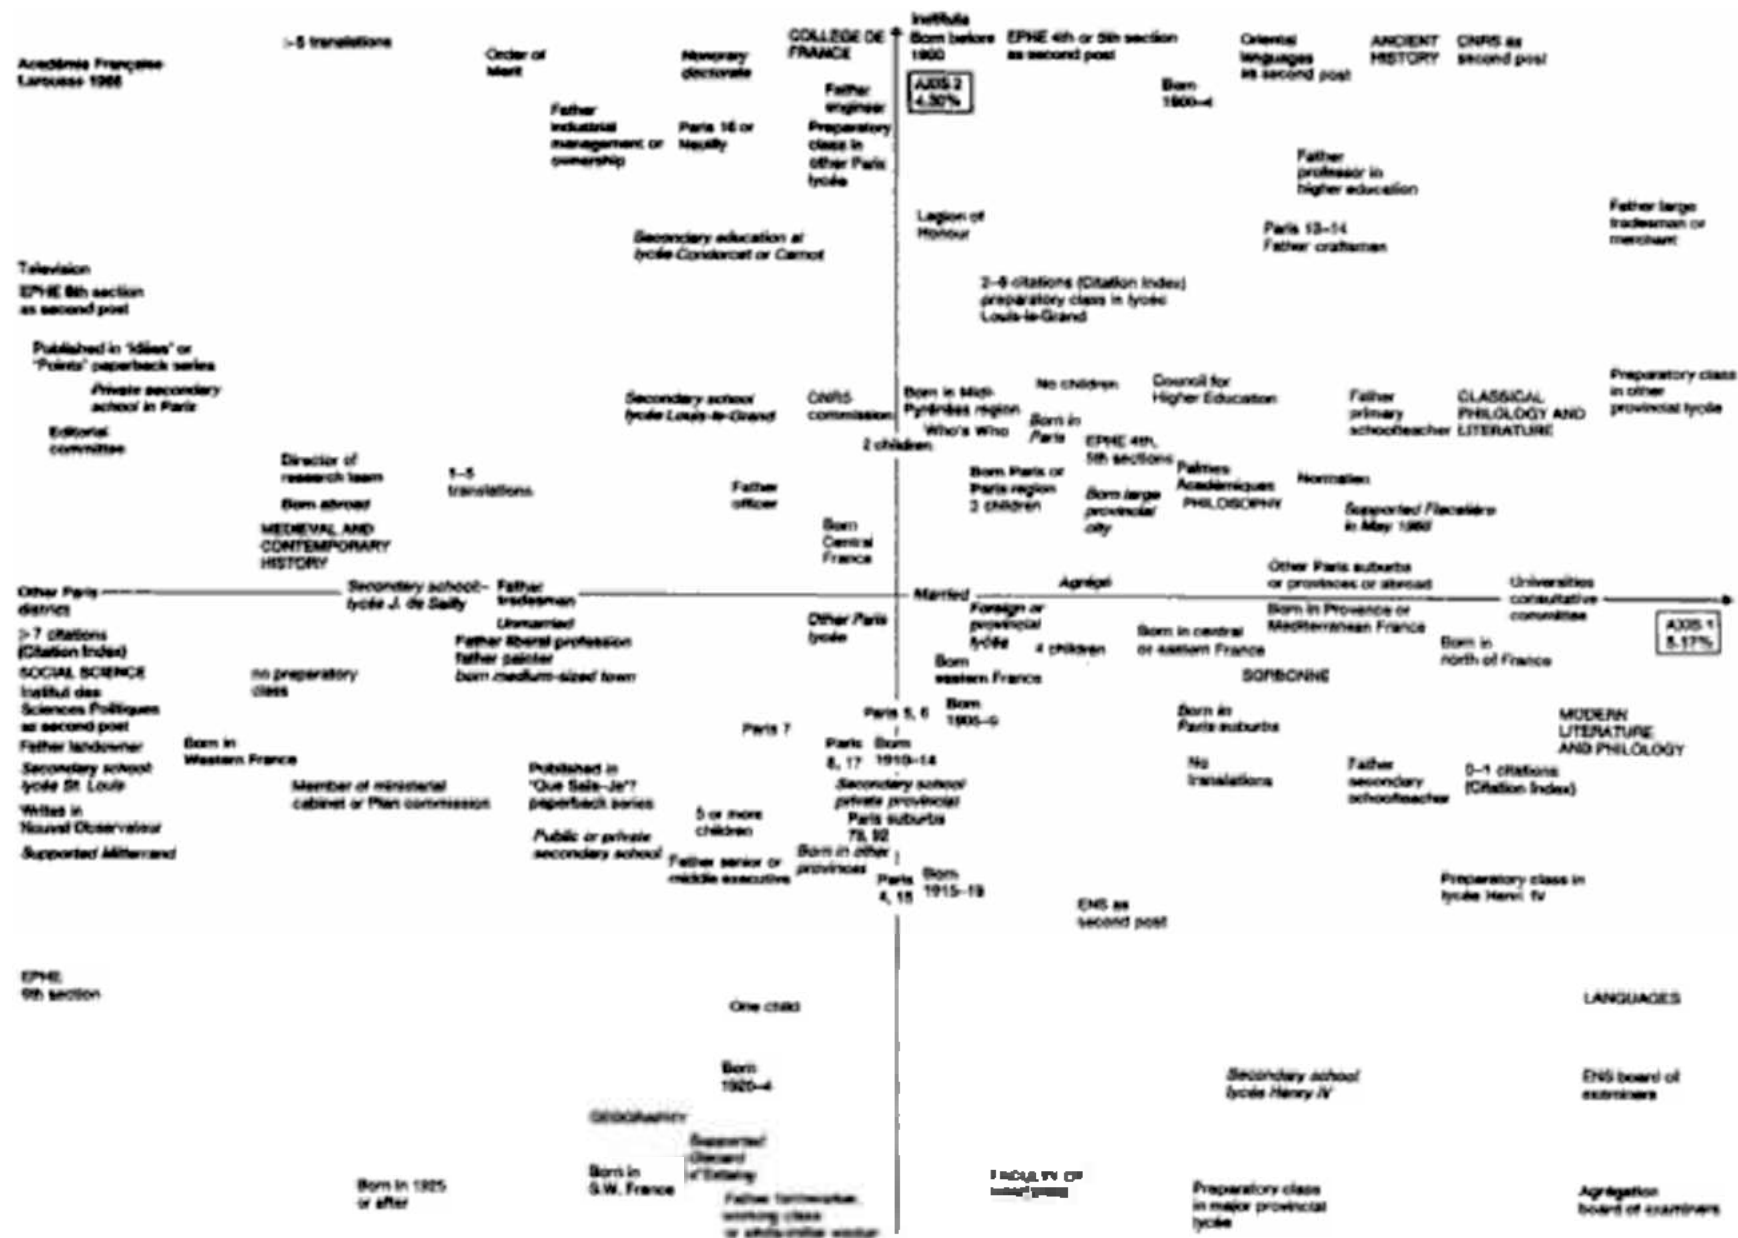 Institute
Born before
1900
COLLEGE DE
FRANCE
EPHE 4th or 5th section
as second post
Oriental
languages
as second post
ANCIENT
HISTORY
CNRS as
second post
>5 translations
Académie Française
Larousse 1968
Order of
Merit
Honorary
doctorate
AXIS 2
4.30%
Father
engineer
Born
1900–4
Father
industrial
management or
ownership
Paris 16 or
Neuilly
Preparatory
class in
other Paris
lycée
Father
professor in
higher education
Father large
tradesman or
merchant
Legion of
Honour
Paris 13–14
Father craftsman
Secondary education at
lycée Condorcet or Carnot
Television
EPHE 6th section
as second post
2–6 citations (Citation Index)
preparatory class in lycée
Louis-le-Grand
Published in 'Idées' or
"Points" paperback series
Private secondary
school in Paris
Editorial
committee
Secondary school
lycée Louis-le-Grand
CNRS
commission
Born in Midi-
Pyrénées region
Who's Who
No children
Council for
Higher Education
Father
primary
schoolteacher
CLASSICAL
PHILOLOGY AND
LITERATURE
Preparatory class
in other
provincial lycée
Born in
Paris
2 children
EPHE 4th,
5th sections
Director of
research team
1–5
translations
Born Paris or
Paris region
3 children
Palmes
Académiques
PHILOSOPHY
Normalien
Born abroad
Father
officer
Born large
provincial
city
Supported Flacelière
in May 1968
MEDIEVAL AND
CONTEMPORARY
HISTORY
Born
Central
France
Other Paris
district
Secondary school:–
lycée J. de Sailly
Father
tradesman
Unmarried
Married
Agrégé
Other Paris suburbs
or provinces or abroad
Universities
consultative
committee
AXIS 1
5.17%
Other Paris
lycée
Foreign or
provincial
lycée
4 children
Born in Provence or
Mediterranean France
Born in central
or eastern France
Born in
north of France
>7 citations
(Citation Index)
Father liberal profession
father painter
born medium-sized town
SOCIAL SCIENCE
no preparatory
class
Born
eastern France
SORBONNE
Institut des
Sciences Politiques
as second post
Paris 5, 6
Born
1905–9
Born in
Paris suburbs
MODERN
LITERATURE
AND PHILOLOGY
Paris 7
Father landowner
Born in
Western France
Paris
8, 17
Born
1910–14
Secondary school:
lycée St. Louis
Member of ministerial
cabinet or Plan commission
Published in
"Que Sais-Je"?
paperback series
Secondary school
private provincial
Paris suburbs
78, 92
No
translations
Father
secondary
schoolteacher
0–1 citations
(Citation Index)
Writes in
Nouvel Observateur
5 or more
children
Supported Mitterrand
Public or private
secondary school
Father senior or
middle executive
Born in other
provinces
Paris
4, 15
Born
1915–19
Preparatory class in
lycée Henri IV
ENS as
second post
EPHE
6th section
One child
LANGUAGES
Born
1920–4
Secondary school
lycée Henry IV
ENS board of
examiners
GEOGRAPHY
Supported
Giscard
d'Estaing
Born in 1925
or after
Born in
S.W. France
FACULTY OF
Preparatory class
in major provincial
lycée
Agrégation
board of examiners
working class